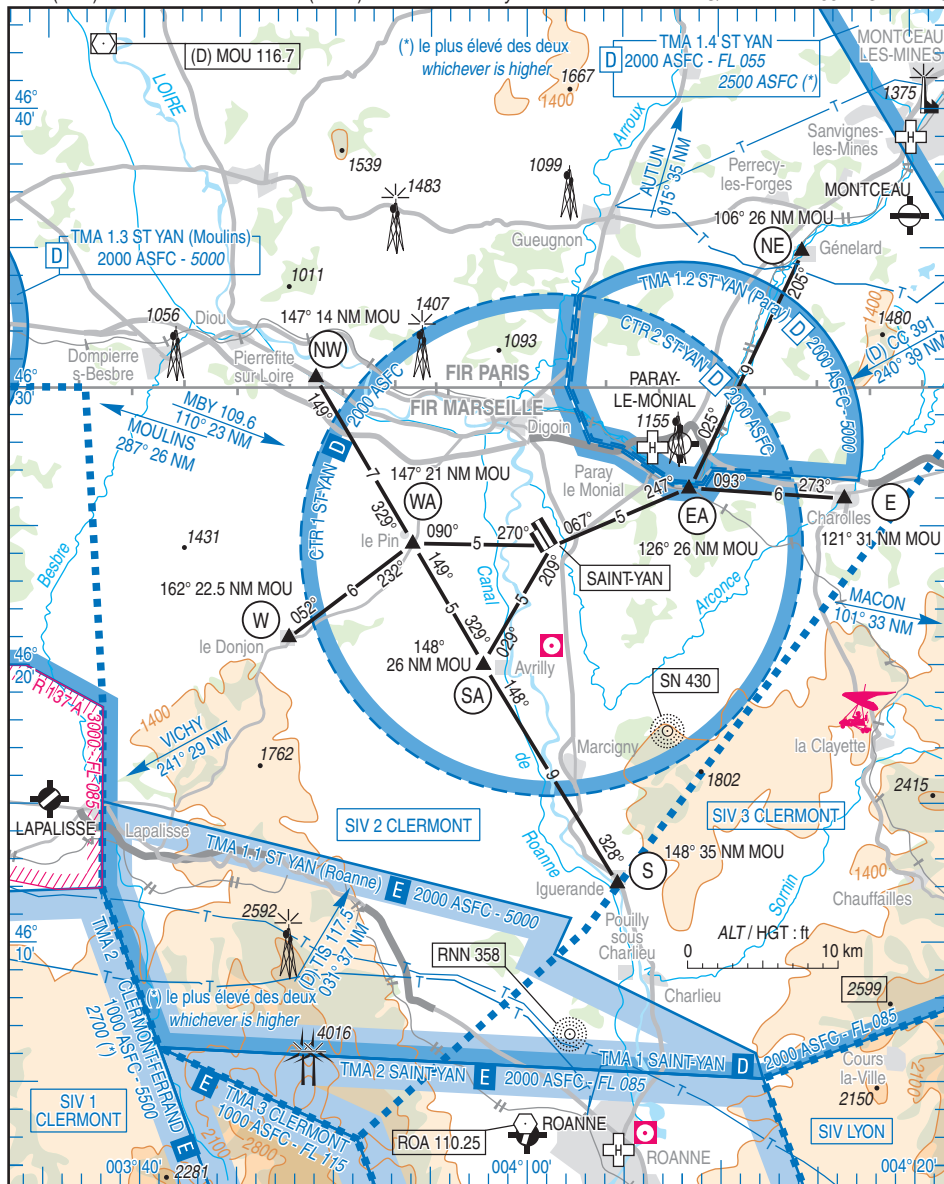 (D) MOU 116.7
LOIRE
(*) le plus élevé des deux
whichever is higher
1667
1400
TMA 1.4 ST YAN
D
2000 ASFC - FL 055
2500 ASFC (*)
MONTCEAU
LES-MINES
1375
46°
40'
Sanvignes-
les-Mines
H
MONTCEAU
Arroux
AUTUN
015° 35 NM
Perrecy-
les-Forges
1539
1483
1099
Gueugnon
106° 26 NM MOU
NE
Génelard
205°
TMA 1.3 ST YAN (Moulins)
D
2000 ASFC - 5000
1011
1056
Diou
147° 14 NM MOU
1407
1093
TMA 1.2 ST YAN (Paray)
D
2000 ASFC - 5000
1400
1480
(D) CC 391
240° 39 NM
CTR 2 ST-YAN
D
2000 ASFC
9
Dompierre
s-Besbre
Pierrefite
sur Loire
NW
FIR PARIS
FIR MARSEILLE
46°
30'
PARAY-
LE-MONIAL
1155
H
025°
149°
2000 ASFC
D
CTR 1 ST-YAN
MBY 109.6
110° 23 NM
MOULINS
287° 26 NM
Digoin
Paray
le Monial
7
147° 21 NM MOU
WA
329°
le Pin
090°
5
270°
067°
5
247°
093°
6
273°
EA
126° 26 NM MOU
Charolles
E
121° 31 NM MOU
1431
Besbre
162° 22.5 NM MOU
W
052°
6
232°
le Donjon
149°
5
329°
Canal
209°
5
029°
SAINT-YAN
Arconce
MACON
101° 33 NM
148°
26 NM MOU
SA
Avrilly
148°
46°
20'
SN 430
R 137 A
3000 - FL 085
1400
VICHY
241° 29 NM
1762
de
9
Marcigny
la Clayette
1802
2415
LAPALISSE
Lapalisse
SIV 2 CLERMONT
SIV 3 CLERMONT
TMA 1.1 ST YAN (Roanne)
E
2000 ASFC - 5000
Roanne
328°
S
148° 35 NM MOU
Iguerande
Sornin
1400
Chauffailles
Pouilly
sous
Charlieu
ALT / HGT : ft
0
10 km
2592
(D) TIS 117.5
031° 37 NM
46°
10'
RNN 358
Charlieu
2599
(*) le plus élevé des deux
whichever is higher
TMA 2 CLERMONT-FERRAND
1000 ASFC - 5500
2700 (*)
E
4016
TMA 1 SAINT-YAN
D
2000 ASFC - FL 085
TMA 2 SAINT-YAN
E
2000 ASFC - FL 085
Cours
la-Ville
2150
2100
E
TMA 3 CLERMONT
1000 ASFC - FL 115
SIV 1
CLERMONT
2100
2800
2281
ROA 110.25
ROANNE
H
ROANNE
SIV LYON
003° 40'
004° 00'
004° 20'